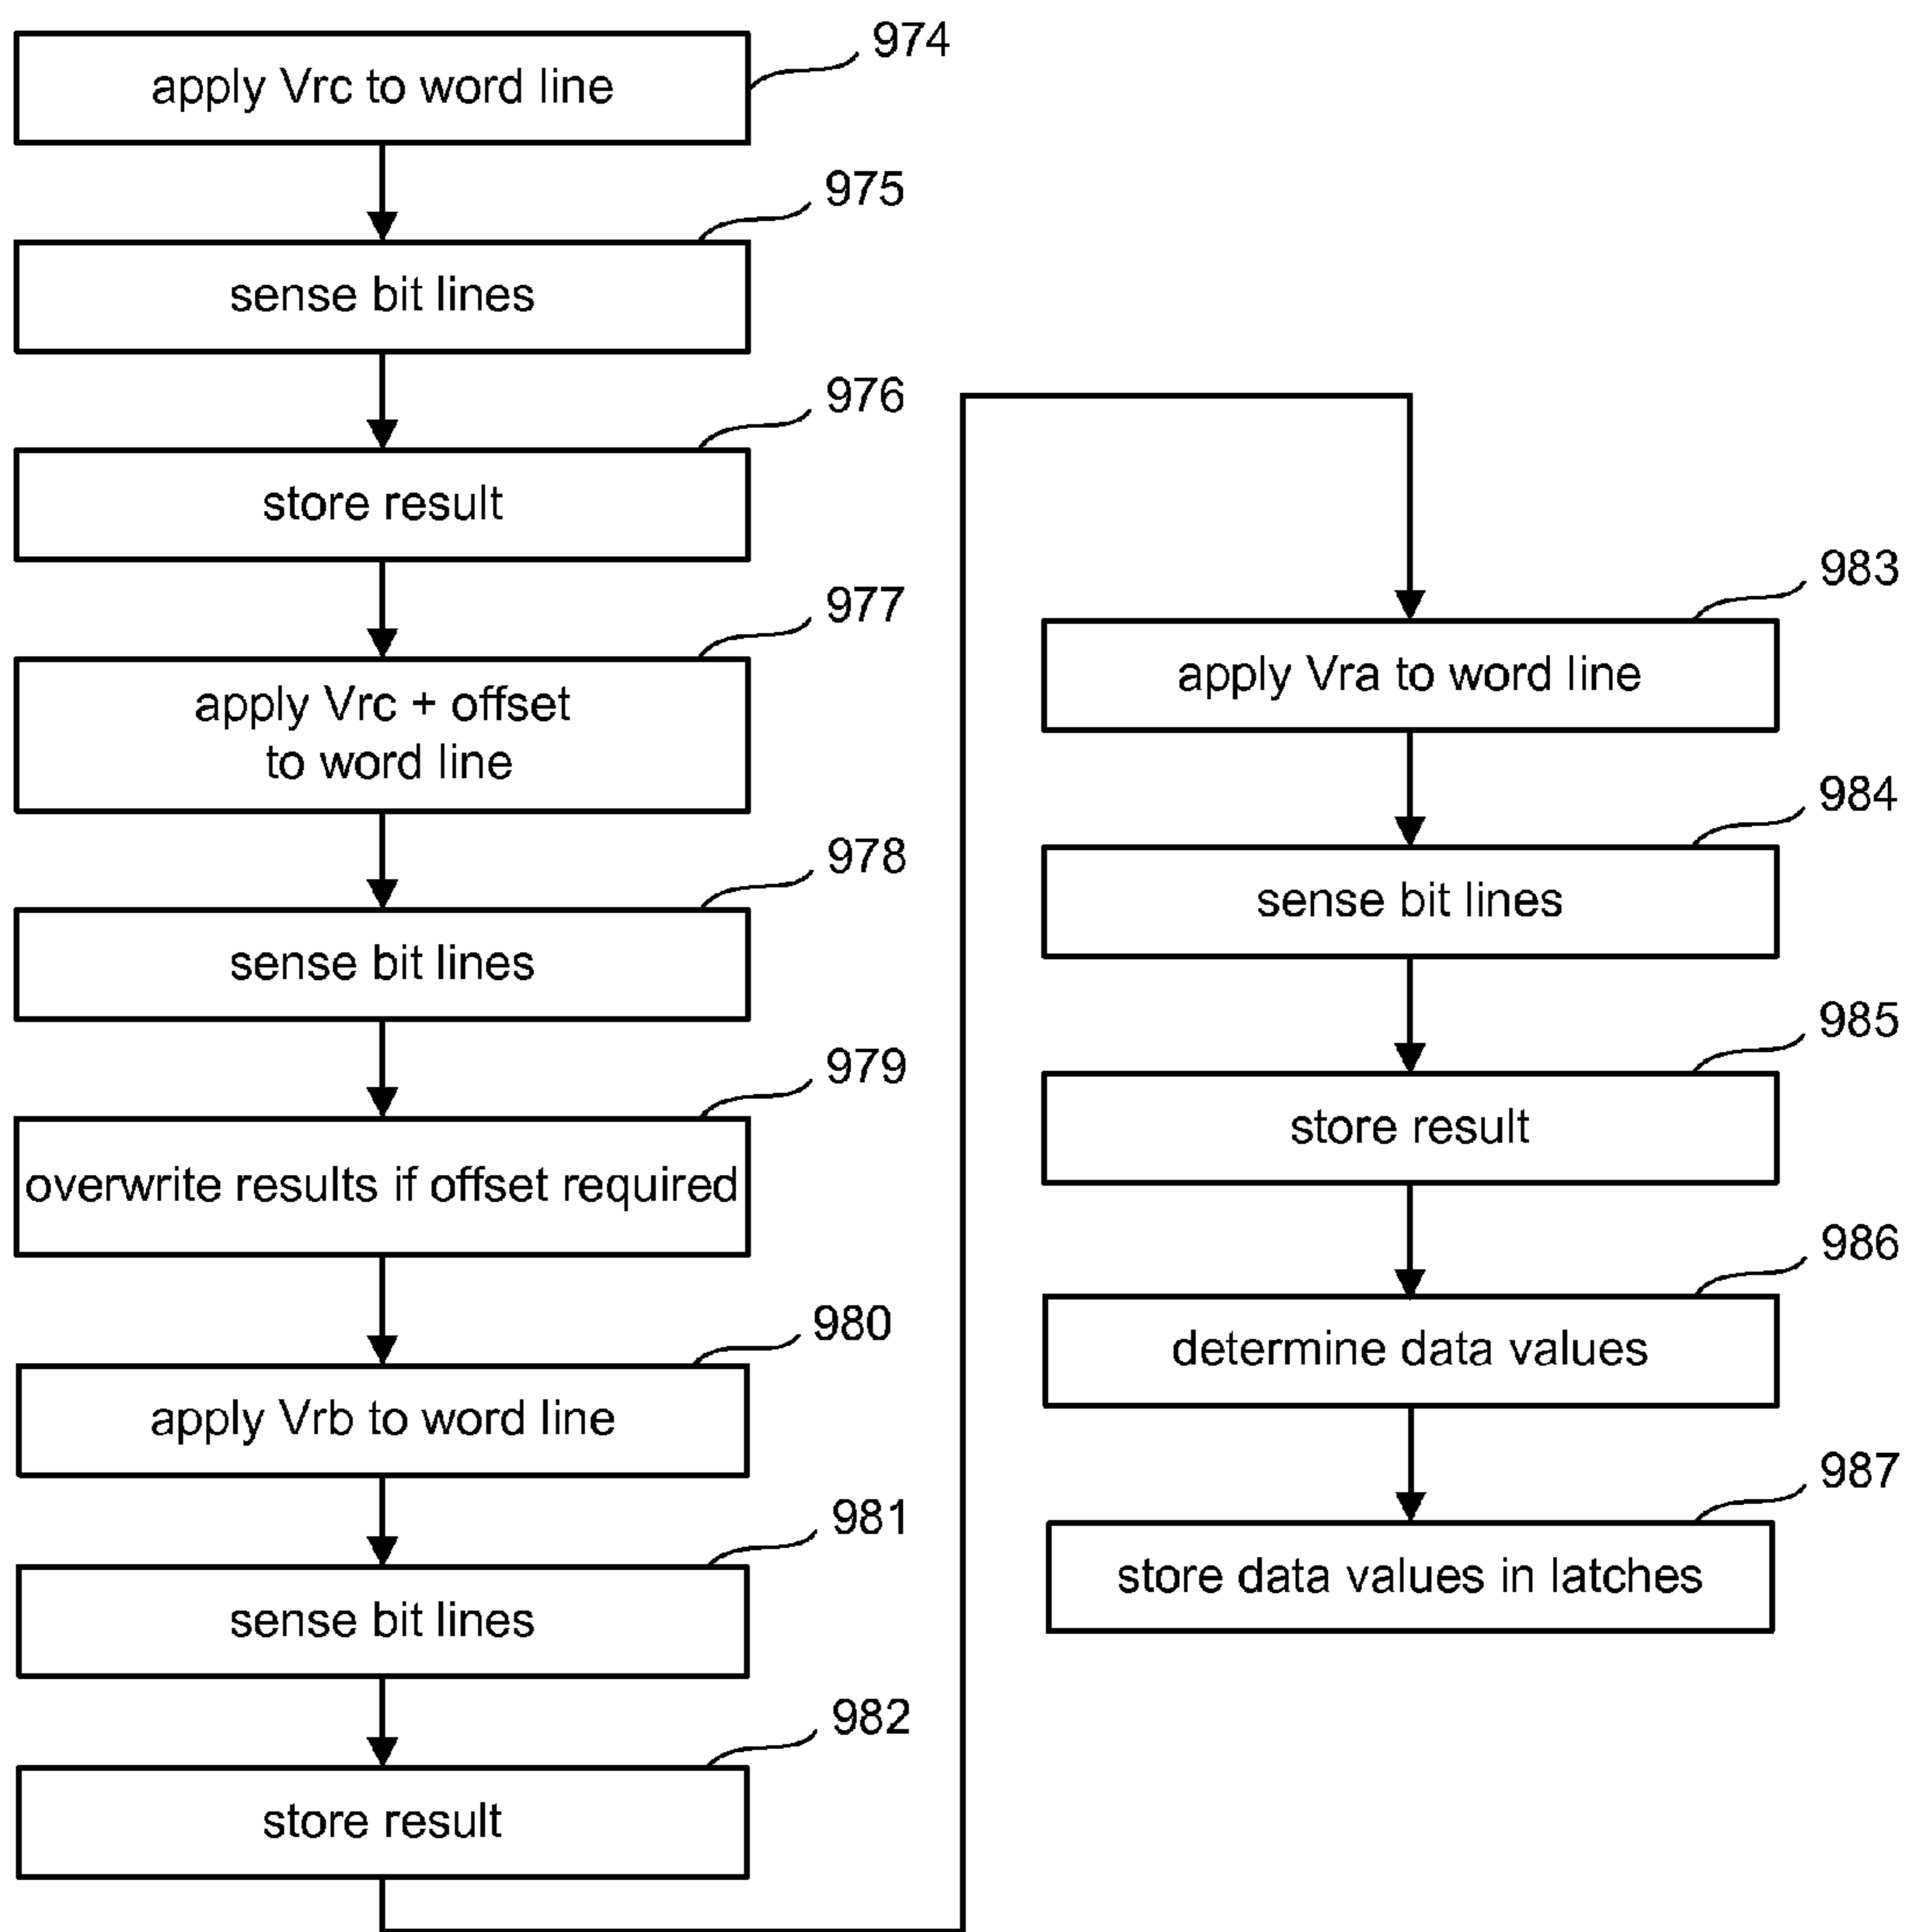 974
apply Vrc to word line
975
sense bit lines
976
store result
977
apply Vrc + offset
to word line
978
sense bit lines
979
overwrite results if offset required
980
apply Vrb to word line
981
sense bit lines
982
store result
983
apply Vra to word line
984
sense bit lines
985
store result
986
determine data values
987
store data values in latches